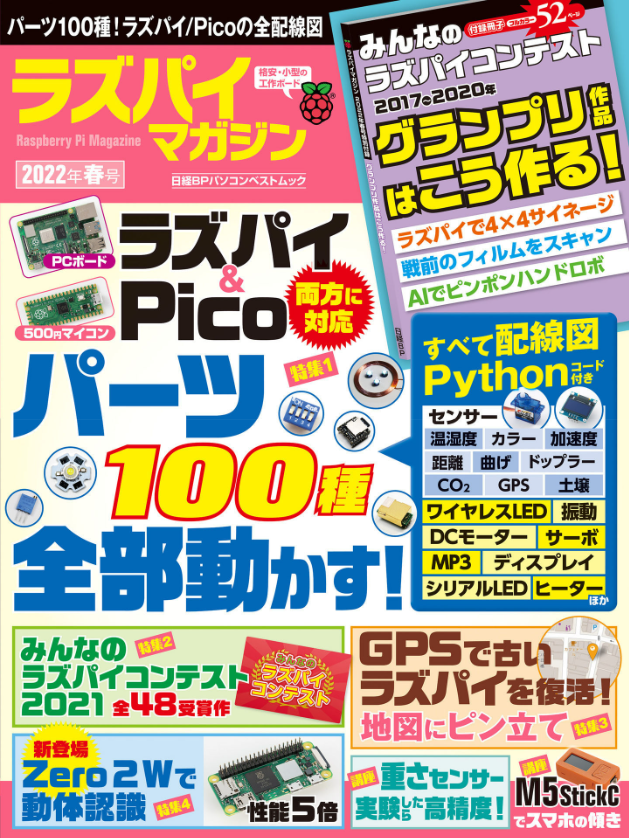 パーツ100種！ラズパイ/Picoの全配線図
ラズパイ
マガジン
Raspberry Pi Magazine
格安・小型の
工作ボード
2022年春号
日経BPパソコンベストムック
みんなの
付録冊子
フルカラー
52ページ
ラズパイコンテスト
2017～2020年
グランプリ作品
はこう作る！
ラズパイで4×4サイネージ
戦前のフィルムをスキャン
AIでピンポンハンドロボ
日経BP
PCボード
500円マイコン
ラズパイ
&
Pico
両方に
対応
特集1
パーツ
100種
全部動かす！
すべて配線図
Pythonコード付き
センサー
温湿度 カラー 加速度
距離 曲げ ドップラー
CO2 GPS 土壌
ワイヤレスLED 振動
DCモーター サーボ
MP3 ディスプレイ
シリアルLED ヒーター
ほか
みんなの
特集2
ラズパイコンテスト
2021 全48受賞作
みんなの
ラズパイ
コンテスト
GPSで古い
ラズパイを復活！
地図にピン立て
特集3
新登場
Zero 2 Wで
動体認識
特集4
性能5倍
講座
重さセンサー
実験したら高精度！
講座
M5StickC
でスマホの傾き